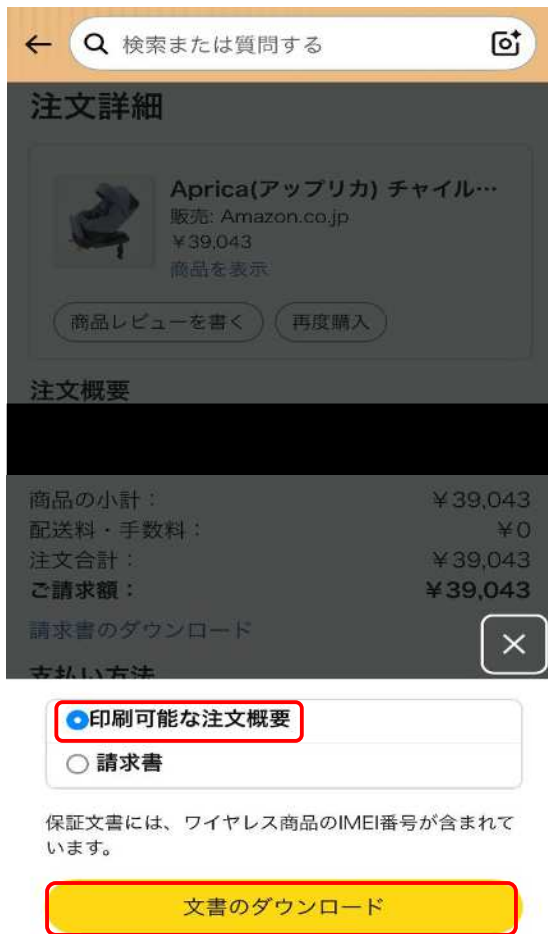 検索または質問する
注文詳細
Aprica(アップリカ) チャイル…
販売: Amazon.co.jp
￥39,043
商品を表示
商品レビューを書く 再度購入
注文概要
商品の小計： ￥39,043
配送料・手数料： ￥0
注文合計： ￥39,043
ご請求額： ￥39,043
請求書のダウンロード
支払い方法
印刷可能な注文概要
請求書
保証文書には、ワイヤレス商品のIMEI番号が含まれて
います。
文書のダウンロード